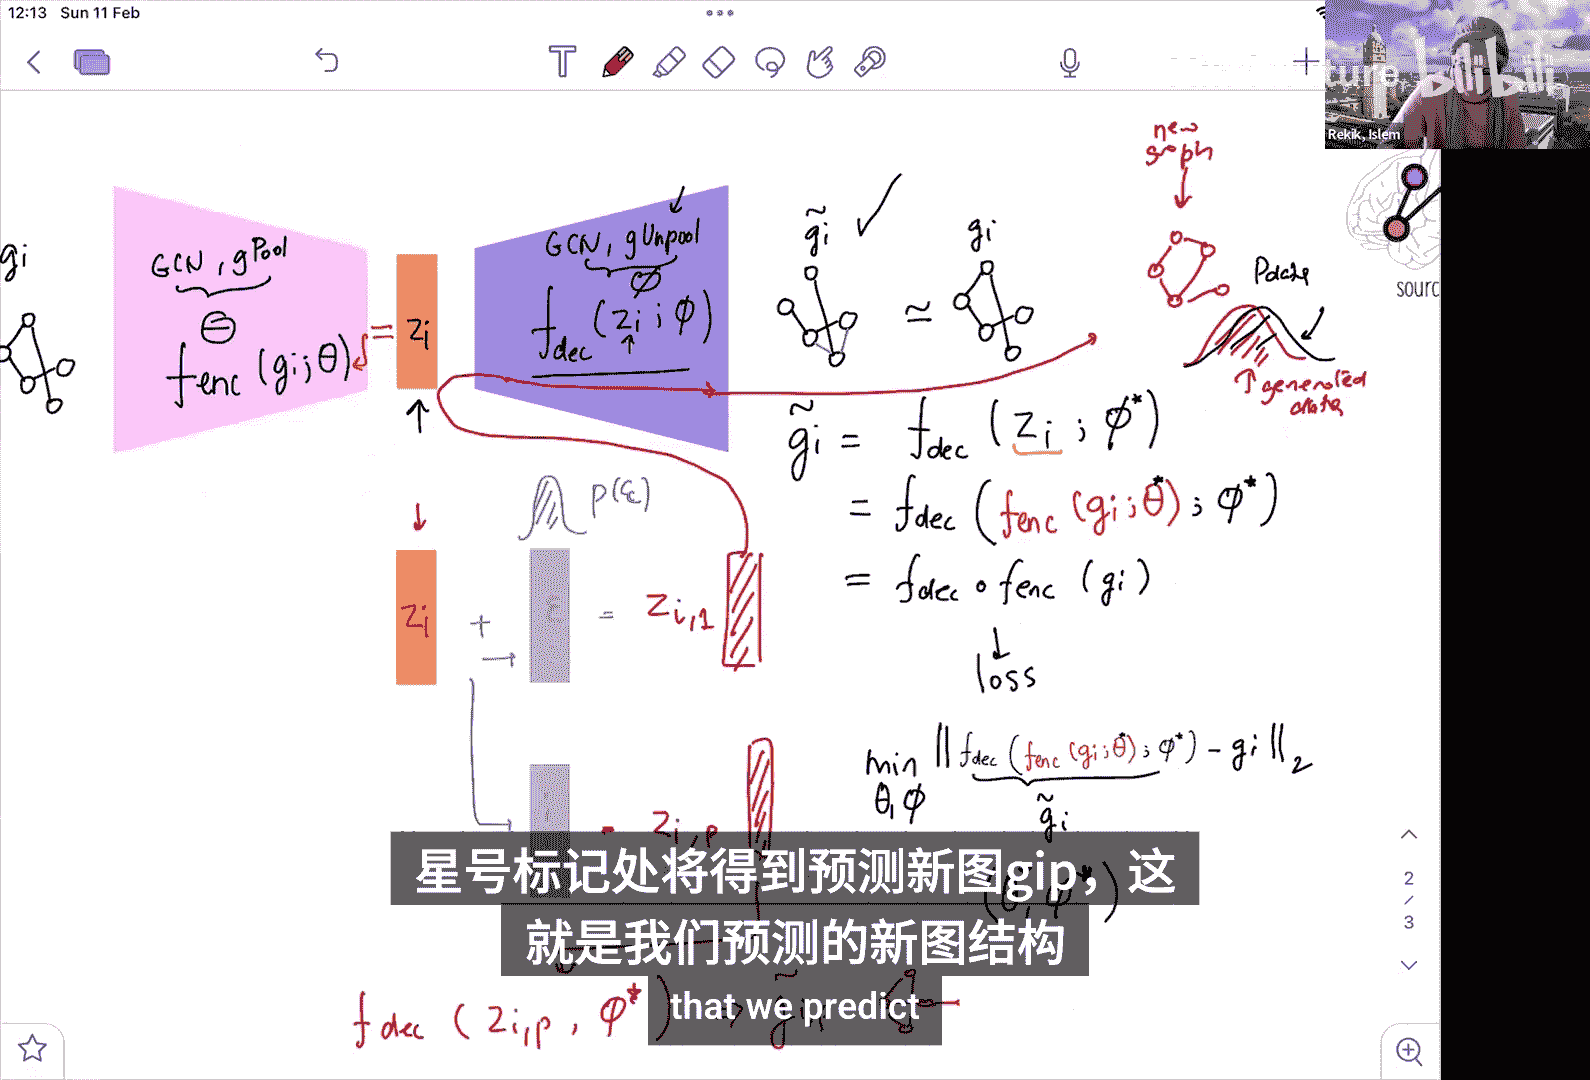 12:13 Sun 11 Feb
T
bilibili
Rekik, Islem
new
graph
gi
GCN, gPool
Θ
fenc (gi; θ)
=
zi
GCN, gUnpool
ϕ
fdec (zi; ϕ)
g̃i
≃
gi
Pdata
sourc
generated
data
g̃i = fdec (zi; ϕ*)
= fdec (fenc (gi; θ*); ϕ*)
= fdec ∘ fenc (gi)
loss
p(ε)
zi + ε = zi,1
min θ, ϕ || fdec (fenc (gi; θ*); ϕ*) - gi ||2
g̃i
zi,p
2
3
星号标记处将得到预测新图gip，这
就是我们预测的新图结构
that we predict
fdec (zi,p, ϕ*)